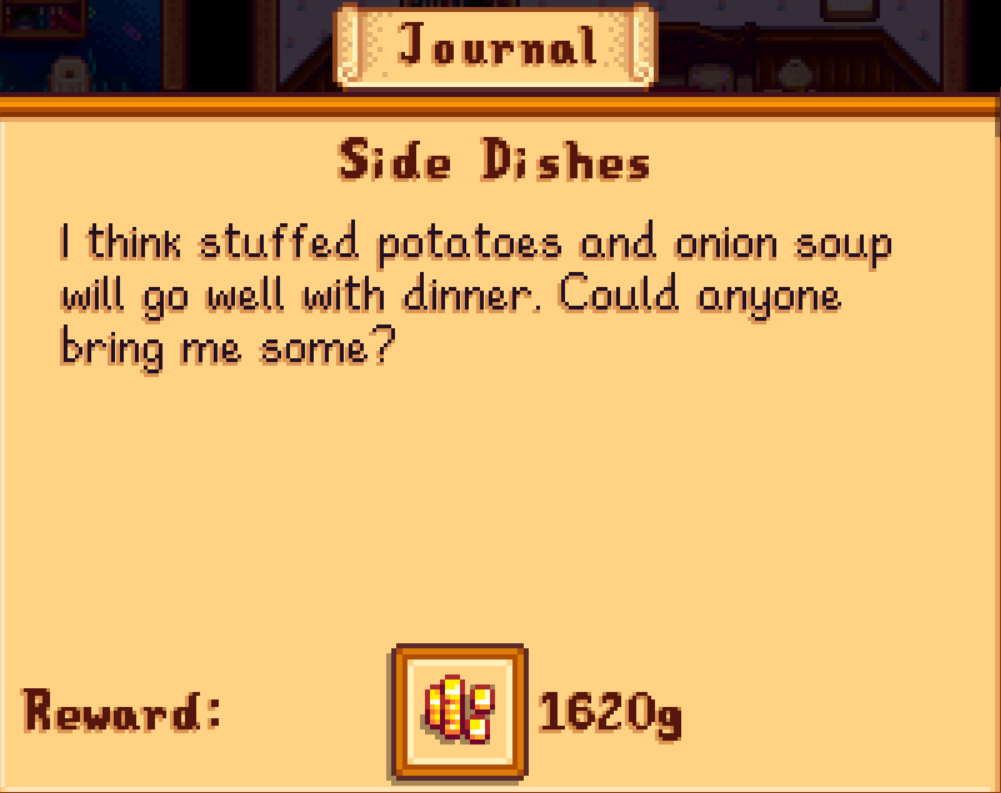 Journal
Side Dishes
I think stuffed potatoes and onion soup
will go well with dinner. Could anyone
bring me some?
Reward: 1620g